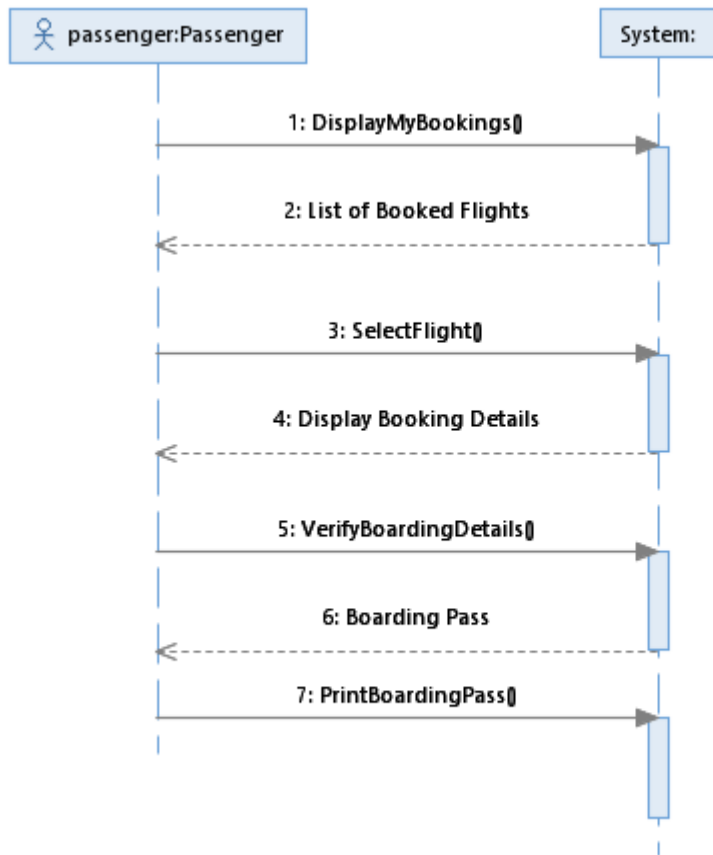 passenger:Passenger
System:
1: DisplayMyBookings()
2: List of Booked Flights
3: SelectFlight()
4: Display Booking Details
5: VerifyBoardingDetails()
6: Boarding Pass
7: PrintBoardingPass()